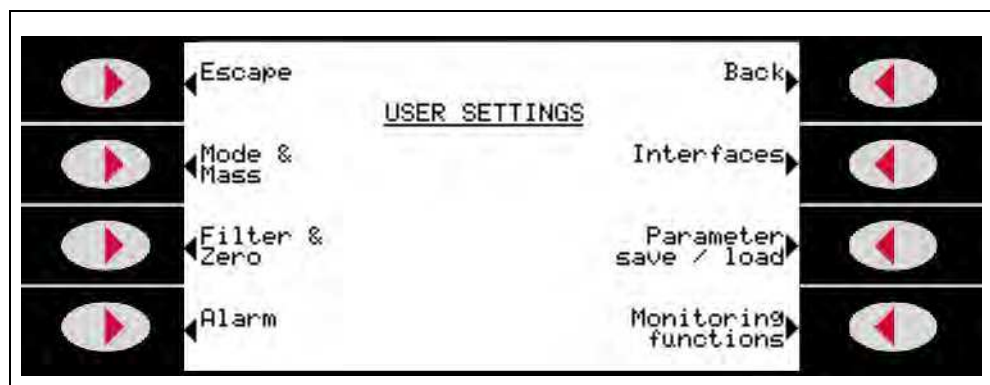 Escape
Back
USER SETTINGS
Mode &
Mass
Interfaces
Filter &
Zero
Parameter
save / load
Alarm
Monitoring
functions